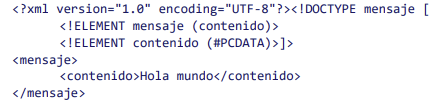 <?xml version="1.0" encoding="UTF-8"?><!DOCTYPE mensaje [
<!ELEMENT mensaje (contenido)>
<!ELEMENT contenido (#PCDATA)>]>
<mensaje>
<contenido>Hola mundo</contenido>
</mensaje>